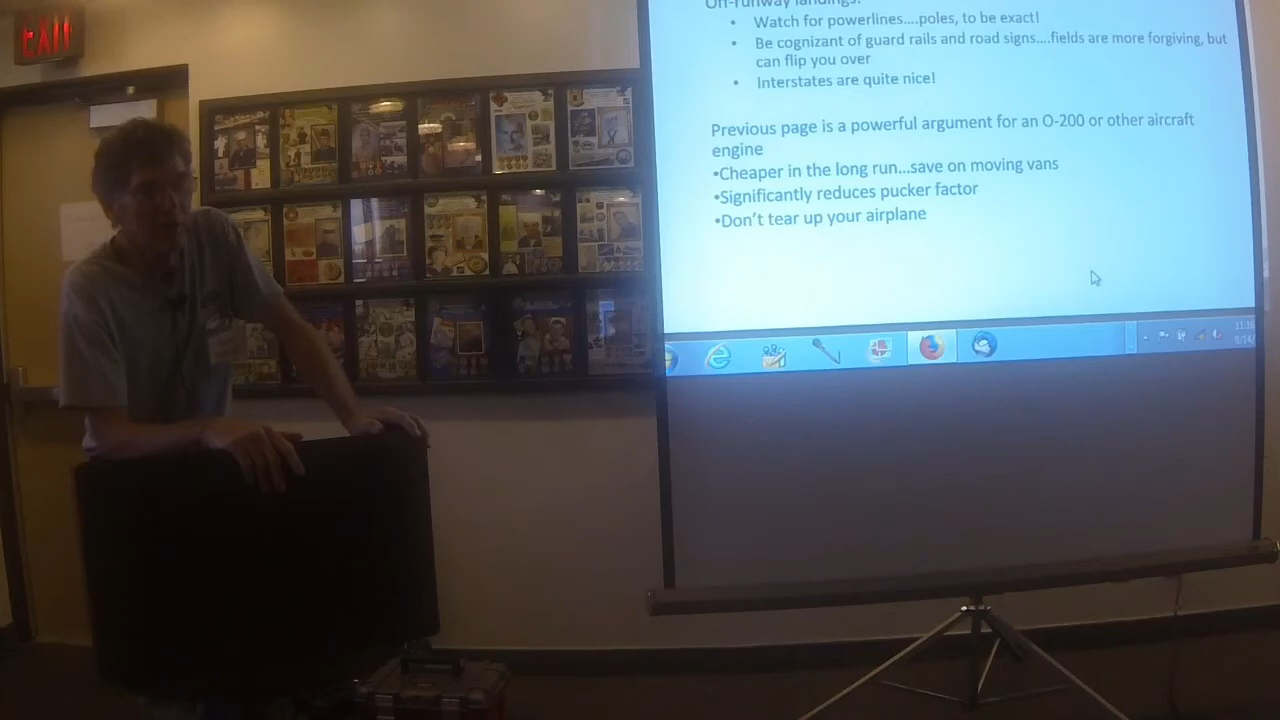 EXIT
Off-runway landings:
• Watch for powerlines....poles, to be exact!
• Be cognizant of guard rails and road signs....fields are more forgiving, but
can flip you over
• Interstates are quite nice!
Previous page is a powerful argument for an O-200 or other aircraft
engine
•Cheaper in the long run...save on moving vans
•Significantly reduces pucker factor
•Don't tear up your airplane